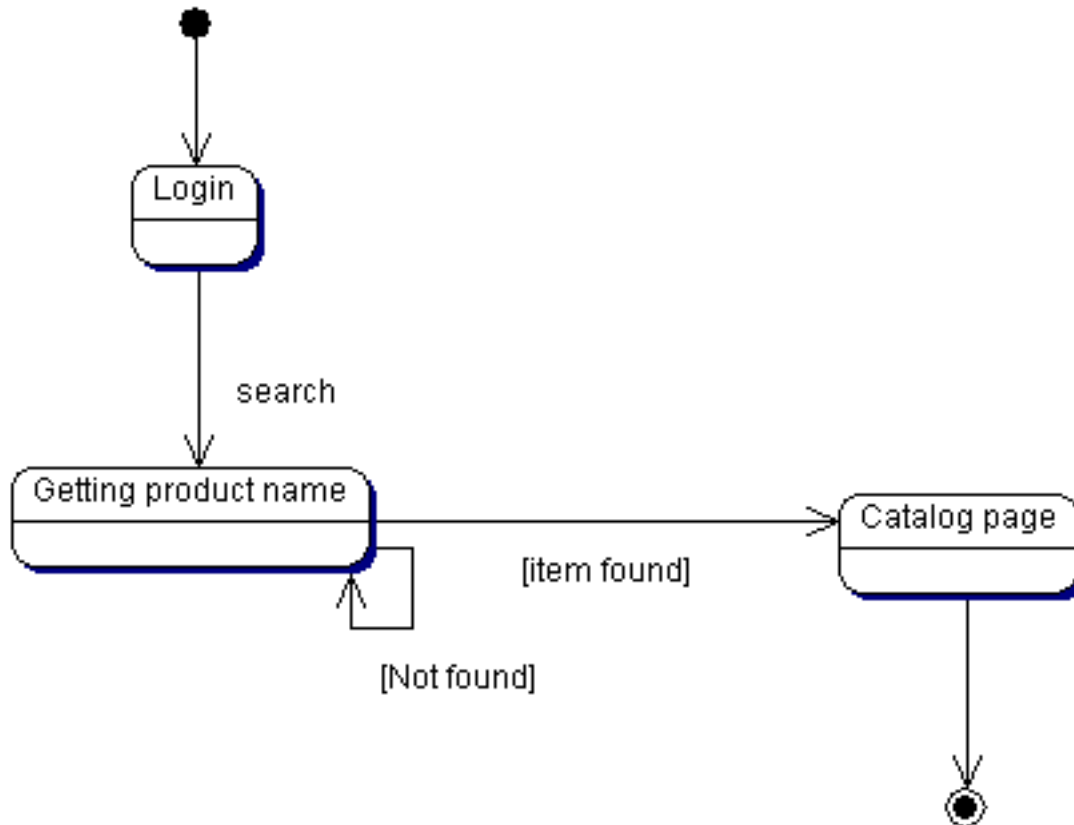 Login
search
Getting product name
Catalog page
[item found]
[Not found]